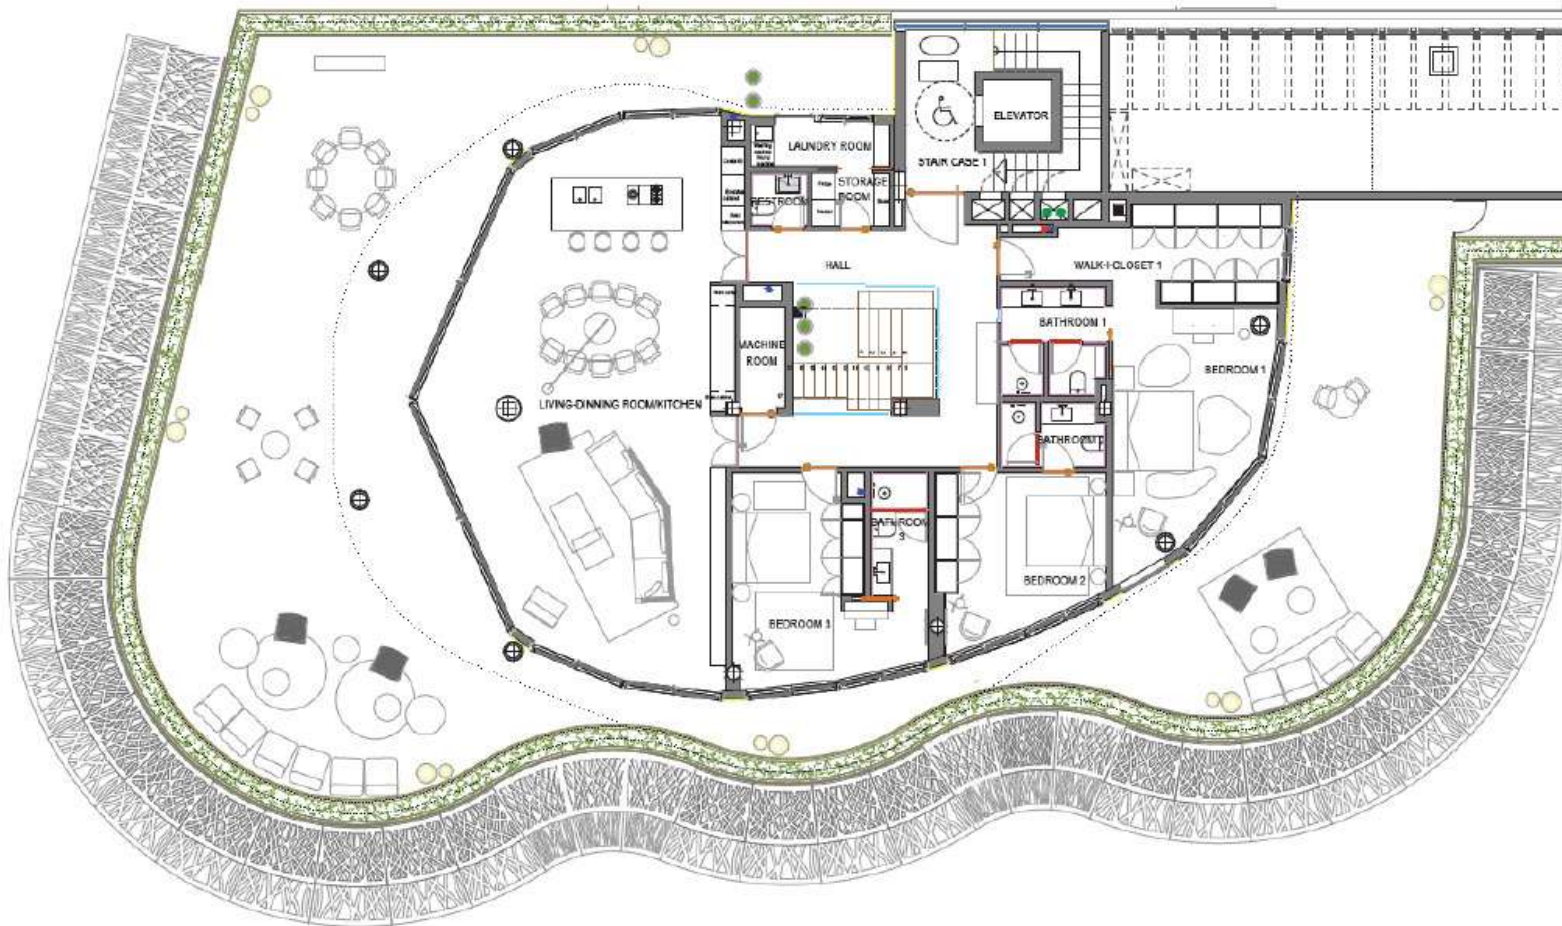 ELEVATOR
LAUNDRY ROOM
STAIR CASE 1
STORAGE
ROOM
RESTROOM
HALL
WALK-I-CLOSET 1
BATHROOM 1
MACHINE
ROOM
BEDROOM 1
LIVING-DINNING ROOM/KITCHEN
BATHROOM 2
BATHROOM
3
BEDROOM 2
BEDROOM 3